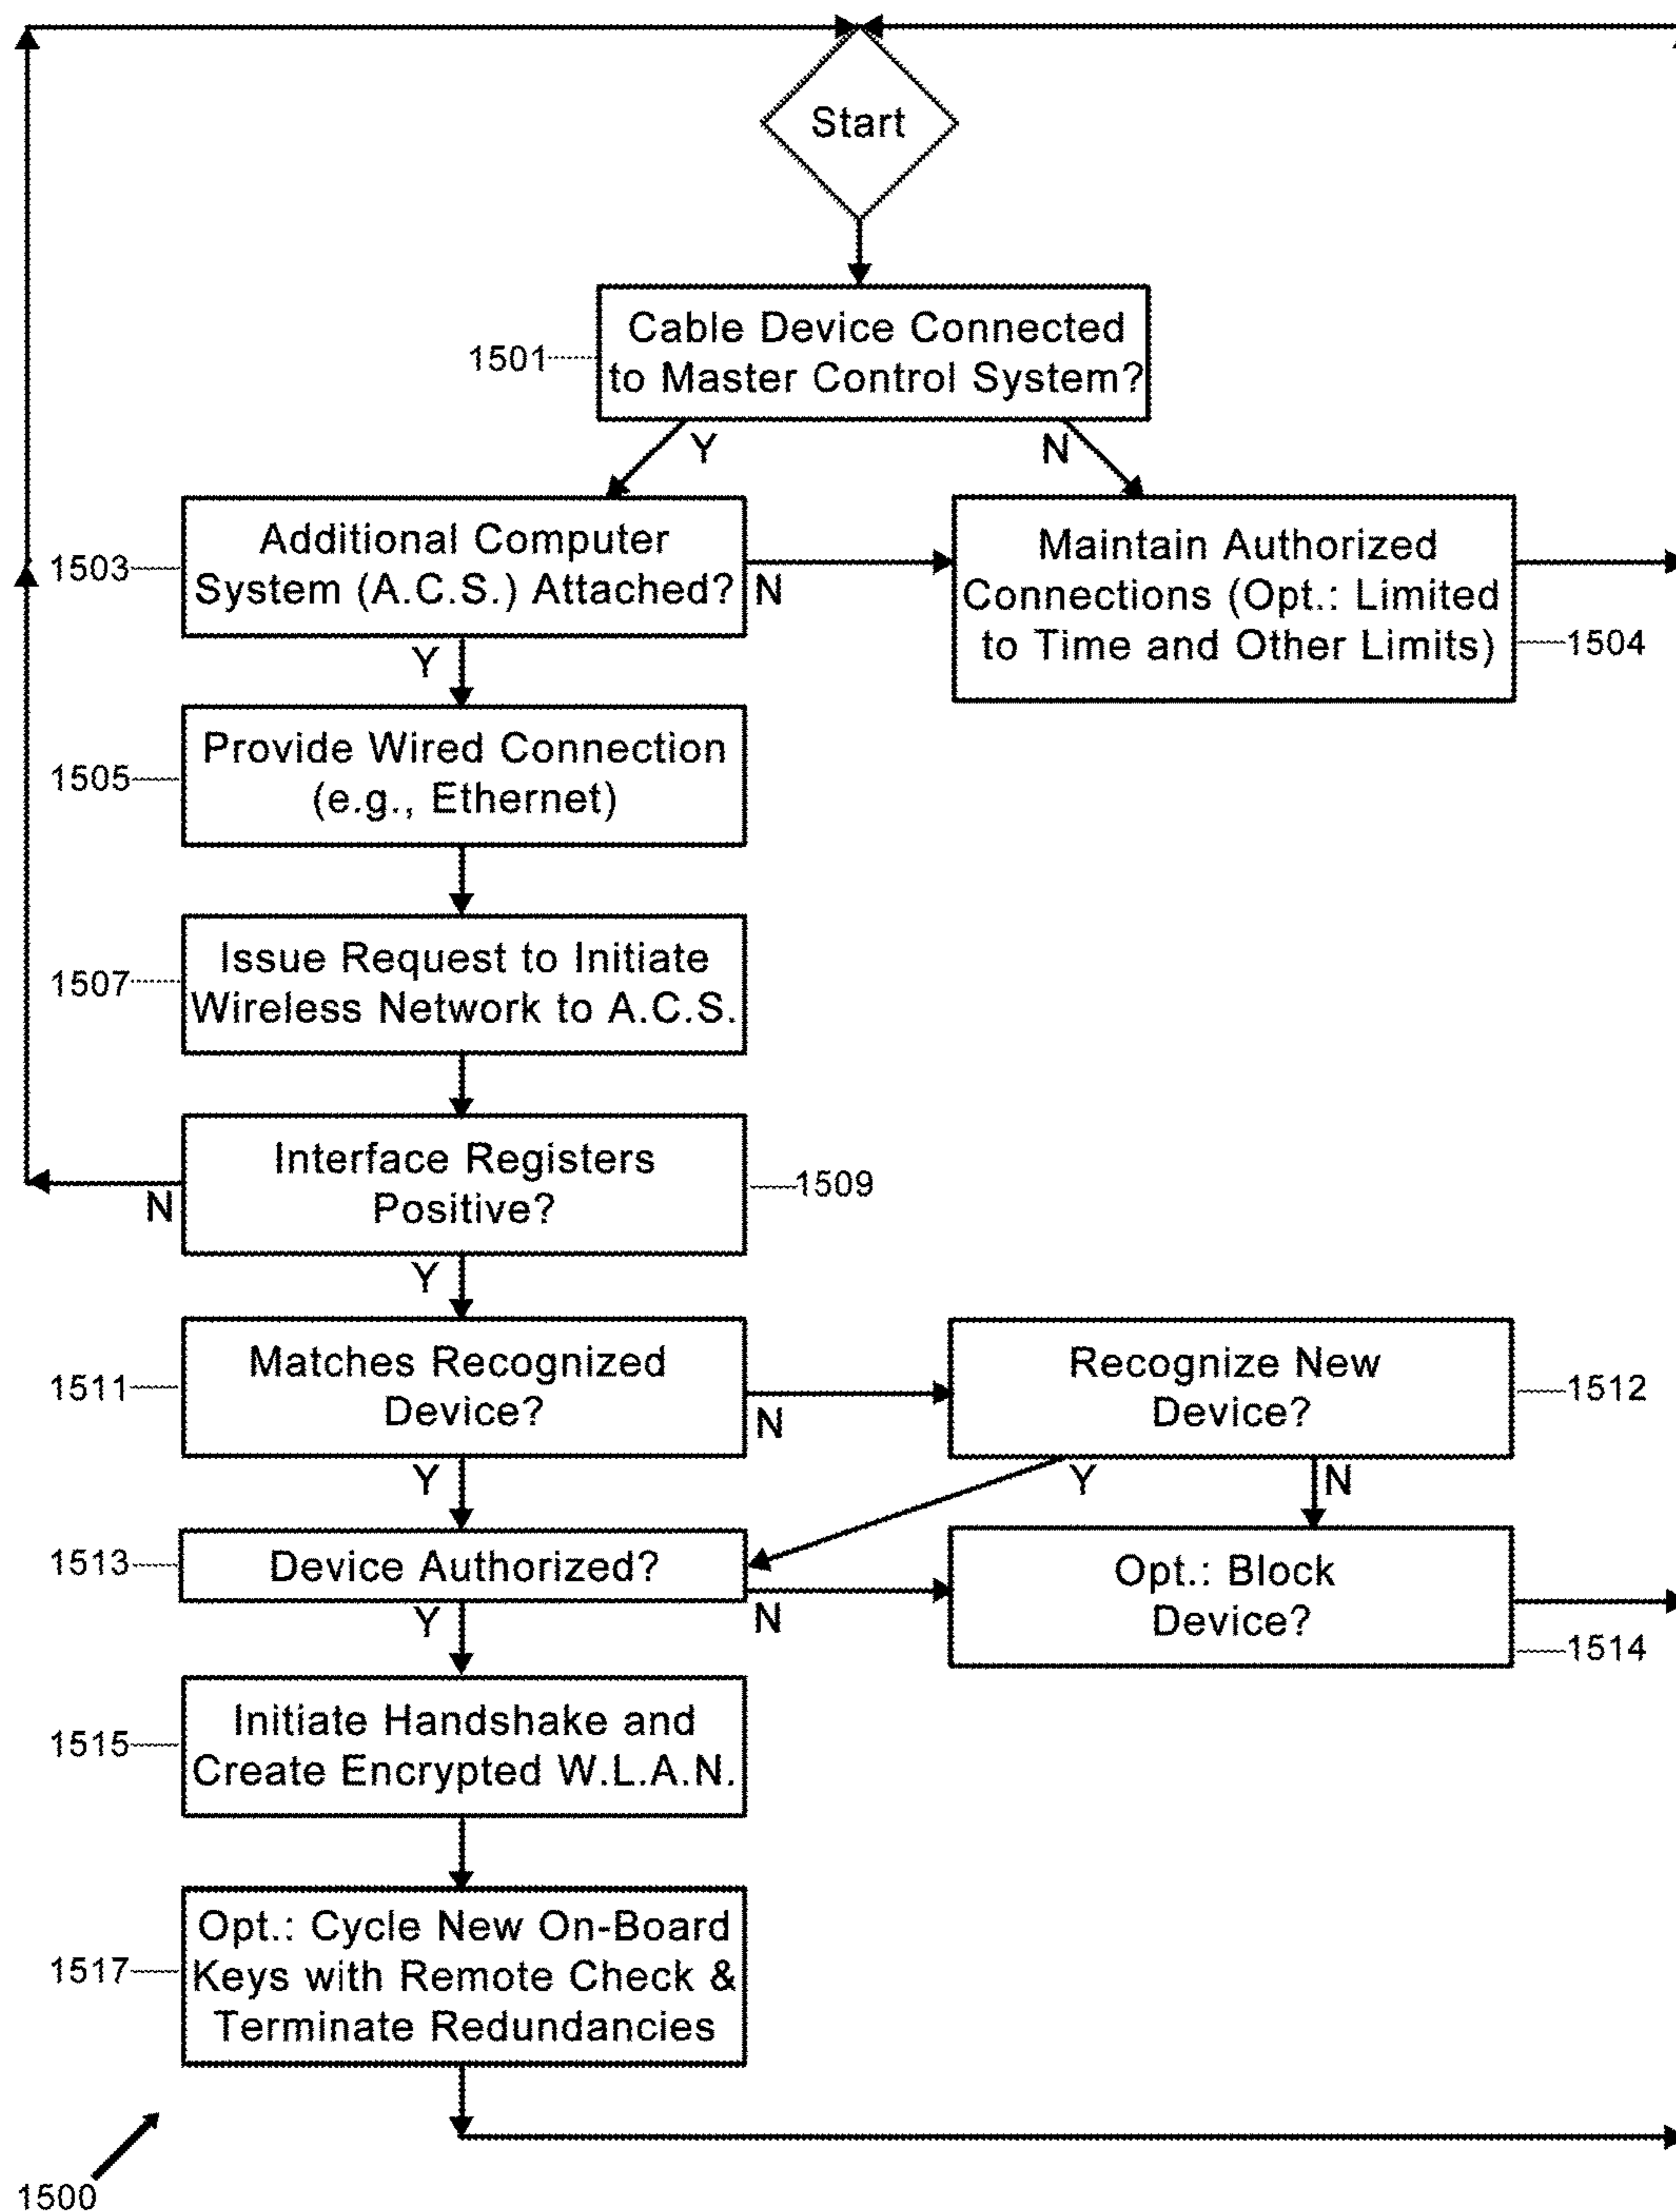 Start
1501
Cable Device Connected
to Master Control System?
Y
N
1503
Additional Computer
System (A.C.S.) Attached?
N
Maintain Authorized
Connections (Opt.: Limited
to Time and Other Limits)
1504
Y
1505
Provide Wired Connection
(e.g., Ethernet)
1507
Issue Request to Initiate
Wireless Network to A.C.S.
Interface Registers
Positive?
1509
N
Y
1511
Matches Recognized
Device?
N
Recognize New
Device?
1512
Y
Y
N
1513
Device Authorized?
N
Opt.: Block
Device?
1514
Y
1515
Initiate Handshake and
Create Encrypted W.L.A.N.
1517
Opt.: Cycle New On-Board
Keys with Remote Check &
Terminate Redundancies
1500